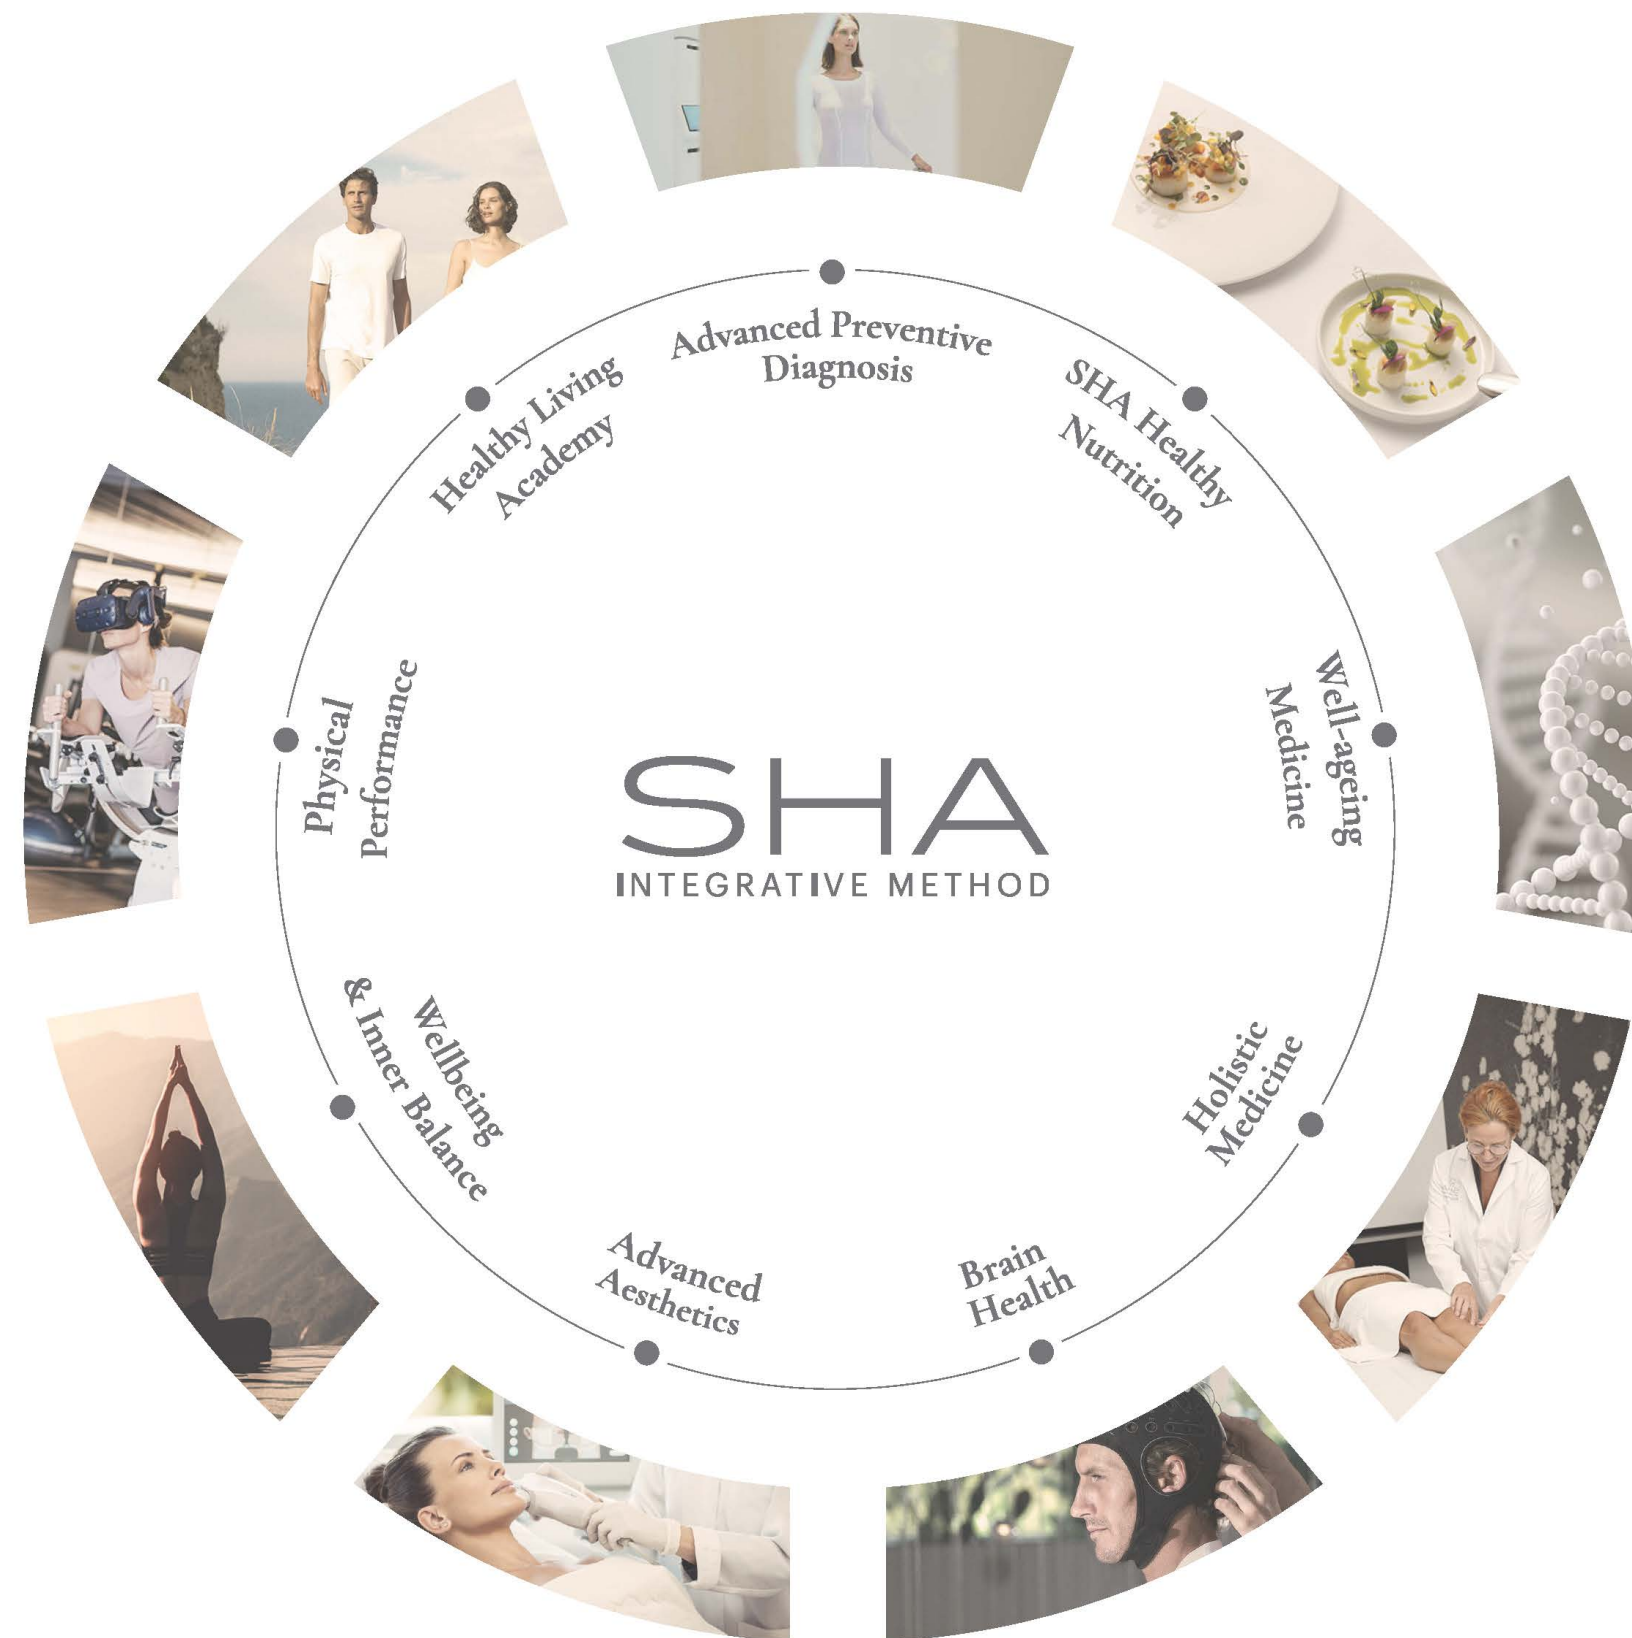 Advanced Preventive
Diagnosis
SHA Healthy
Nutrition
Well-ageing
Medicine
Holistic
Medicine
Brain
Health
Advanced
Aesthetics
Wellbeing
& Inner Balance
Physical
Performance
Healthy Living
Academy
SHA
INTEGRATIVE METHOD